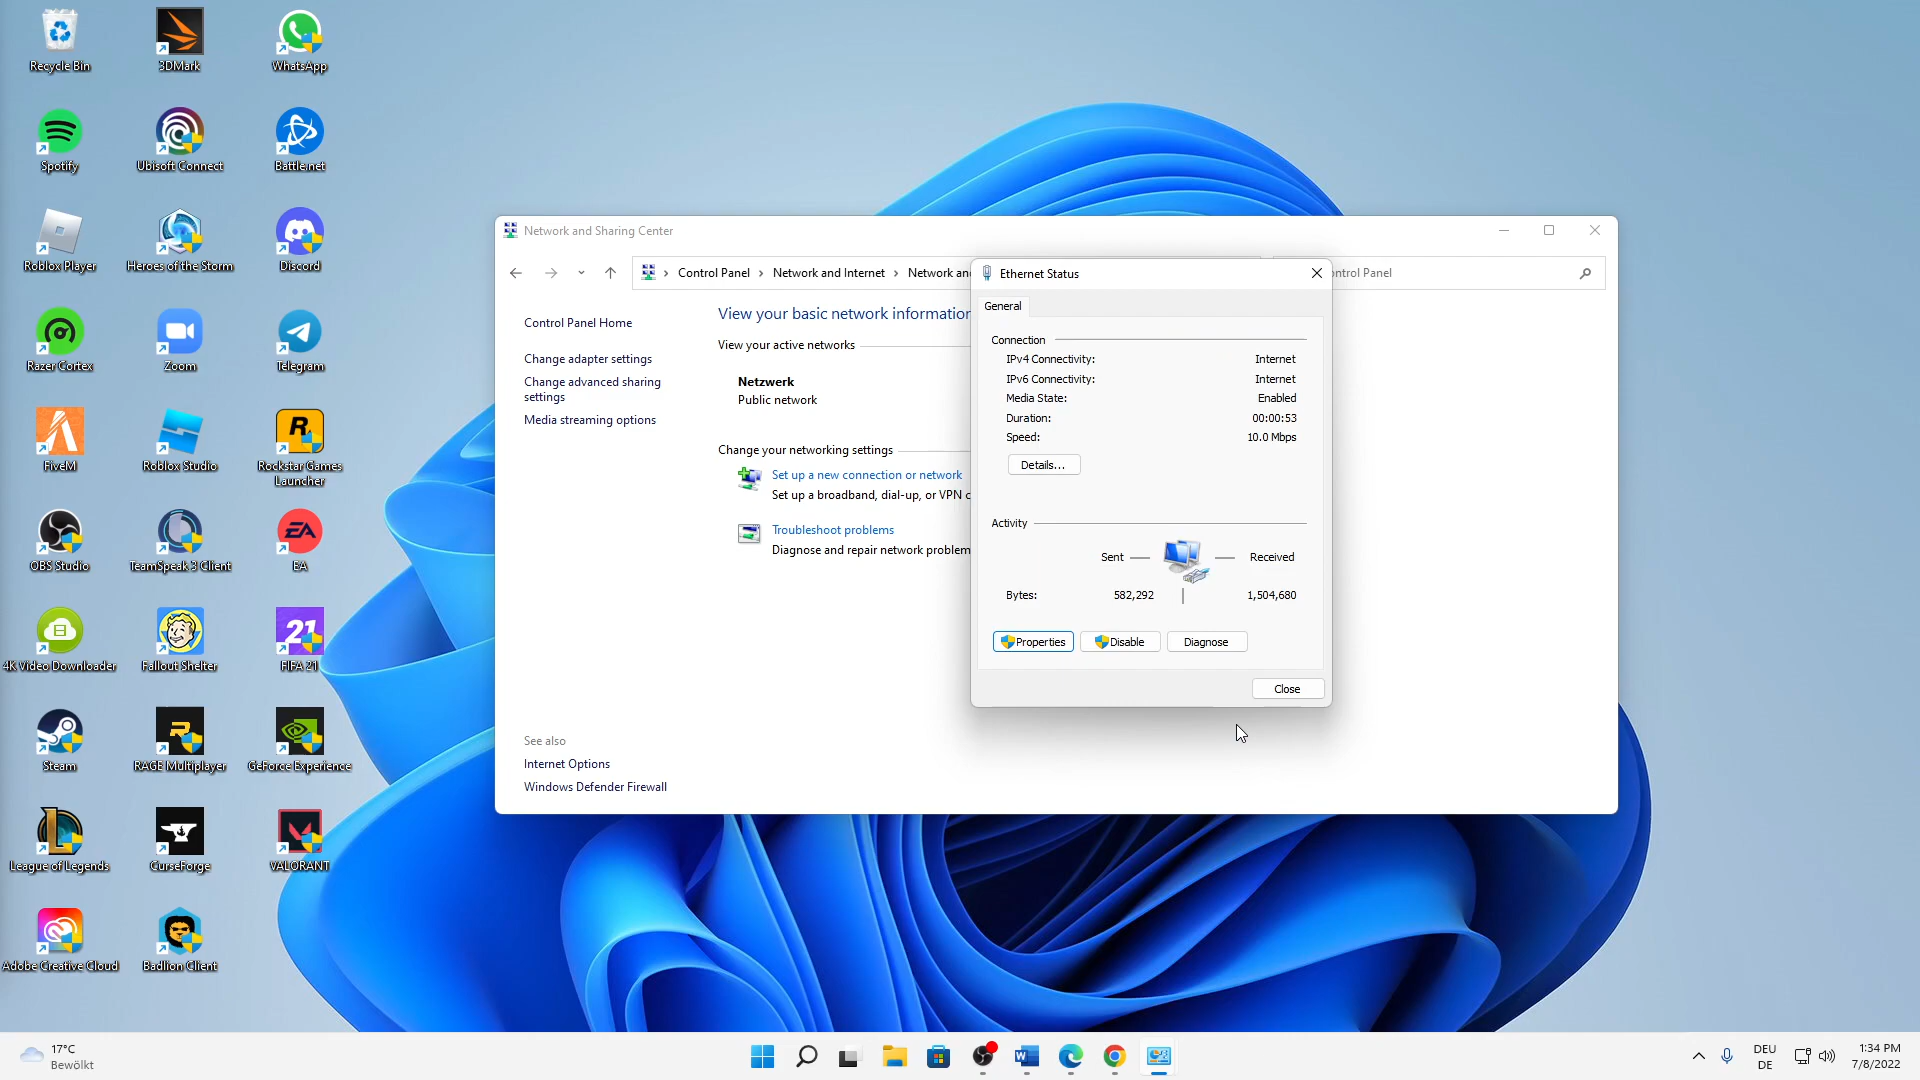 Recycle Bin
3DMark
WhatsApp
Spotify
Ubisoft Connect
Battle.net
Roblox Player
Heroes of the Storm
Discord
Razer Cortex
Zoom
Telegram
FiveM
Roblox Studio
Rockstar Games
Launcher
OBS Studio
TeamSpeak 3 Client
EA
4K Video Downloader
Fallout Shelter
21
FIFA 21
Steam
RAGE Multiplayer
GeForce Experience
League of Legends
CurseForge
VALORANT
Adobe Creative Cloud
Badlion Client
Network and Sharing Center
Control Panel
Network and Internet
Network an
ntrol Panel
Control Panel Home
Change adapter settings
Change advanced sharing
settings
Media streaming options
View your basic network information
View your active networks
Netzwerk
Public network
Change your networking settings
Set up a new connection or network
Set up a broadband, dial-up, or VPN c
Troubleshoot problems
Diagnose and repair network problem
See also
Internet Options
Windows Defender Firewall
Ethernet Status
General
Connection
IPv4 Connectivity: Internet
IPv6 Connectivity: Internet
Media State: Enabled
Duration: 00:00:53
Speed: 10.0 Mbps
Details...
Activity
Sent — — Received
Bytes: 582,292 1,504,680
Properties Disable Diagnose
Close
17°C
Bewölkt
DEU
DE
1:34 PM
7/8/2022